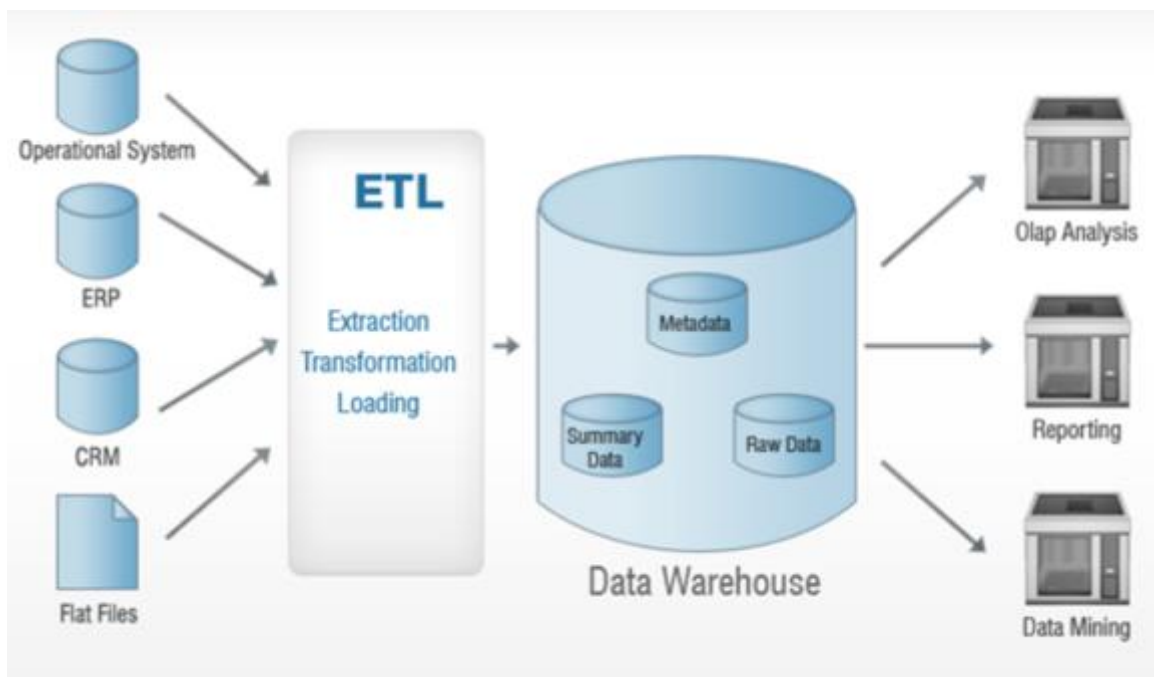 Operational System
ERP
CRM
Flat Files
ETL
Extraction
Transformation
Loading
Metadata
Summary
Data
Raw Data
Data Warehouse
Olap Analysis
Reporting
Data Mining